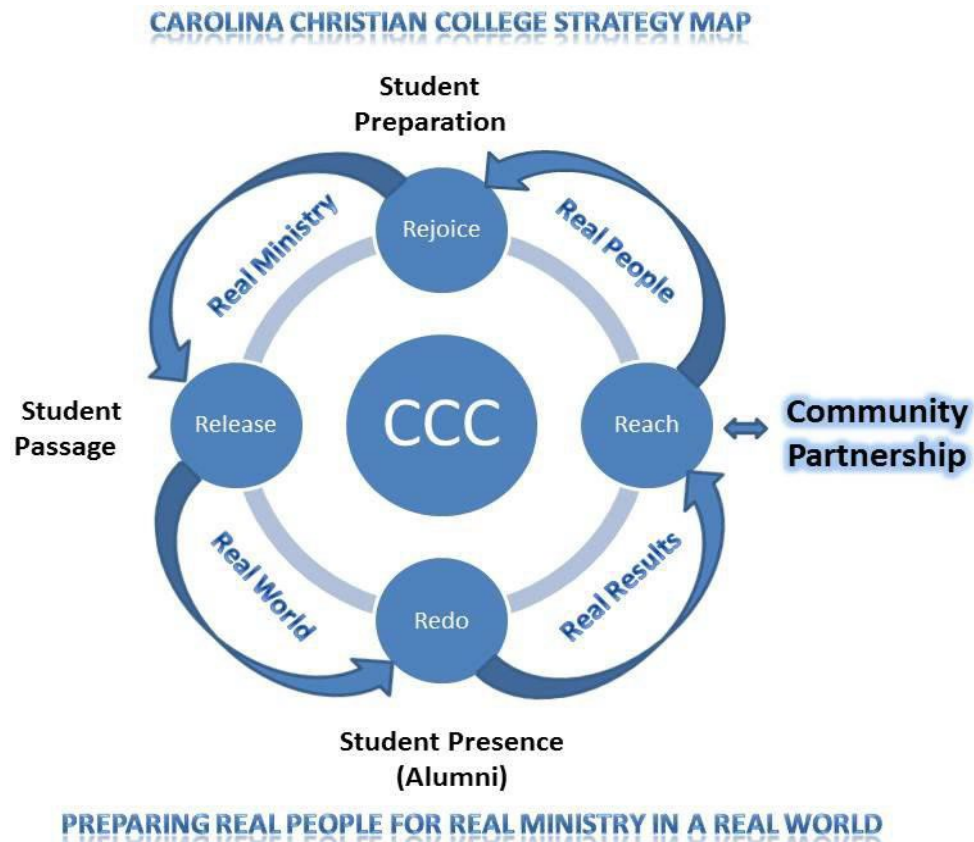 CAROLINA CHRISTIAN COLLEGE STRATEGY MAP
Student
Preparation
Rejoice
Real Ministry
Real People
Student
Passage
Release
CCC
Reach
Community
Partnership
Real World
Redo
Real Results
Student Presence
(Alumni)
PREPARING REAL PEOPLE FOR REAL MINISTRY IN A REAL WORLD